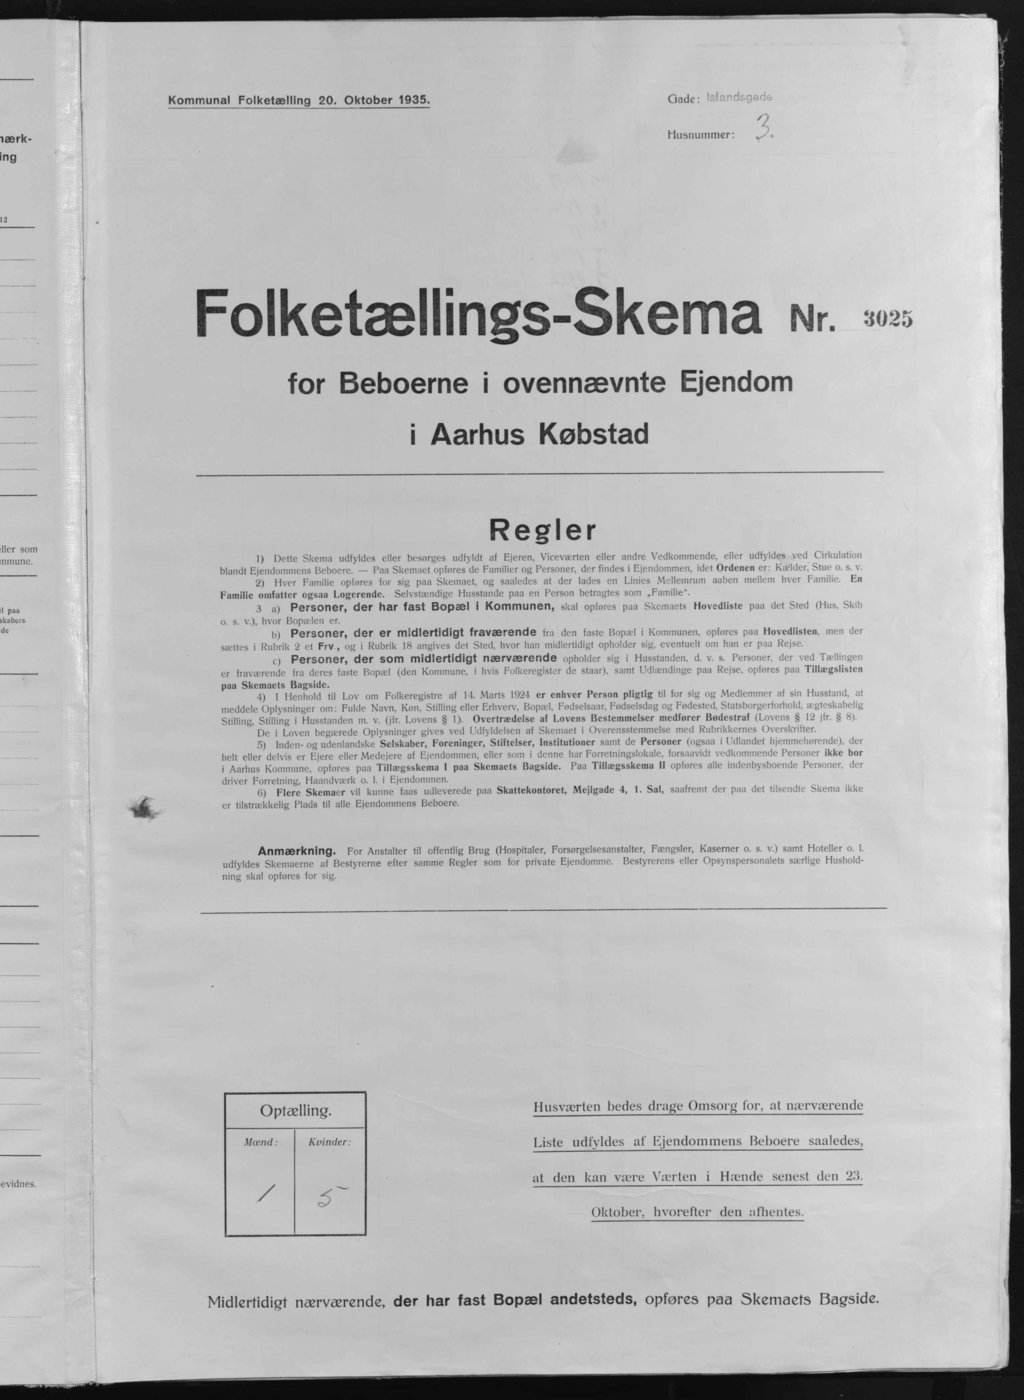 Kommunal Folketælling 20. Oktober 1935.
Gade: Islandsgade
Husnummer: 3.
Folketællings-Skema Nr. 3025
for Beboerne i ovennævnte Ejendom
i Aarhus Købstad
Regler
1) Dette Skema udfyldes eller besørges udfyldt af Ejeren, Viceværten eller andre Vedkommende, eller udfyldes ved Cirkulation
blandt Ejendommens Beboere. — Paa Skemaet opføres de Familier og Personer, der findes i Ejendommen, idet Ordenen er: Kælder, Stue o. s. v.
2) Hver Familie opføres for sig paa Skemaet, og saaledes at der lades en Linies Mellemrum aaben mellem hver Familie. En
Familie omfatter ogsaa Logerende. Selvstændige Husstande paa en Person betragtes som „Familie".
3 a) Personer, der har fast Bopæl i Kommunen, skal opføres paa Skemaets Hovedliste paa det Sted (Hus, Skib
o. s. v.), hvor Bopælen er.
b) Personer, der er midlertidigt fraværende fra den faste Bopæl i Kommunen, opføres paa Hovedlisten, men der
sættes i Rubrik 2 et Frv., og i Rubrik 18 angives det Sted, hvor han midlertidigt opholder sig, eventuelt om han er paa Rejse.
c) Personer, der som midlertidigt nærværende opholder sig i Husstanden, d. v. s. Personer, der ved Tællingen
er fraværende fra deres faste Bopæl (den Kommune, i hvis Folkeregister de staar), samt Udlændinge paa Rejse, opføres paa Tillægslisten
paa Skemaets Bagside.
4) I Henhold til Lov om Folkeregistre af 14. Marts 1924 er enhver Person pligtig til for sig og Medlemmer af sin Husstand, at
meddele Oplysninger om: Fulde Navn, Køn, Stilling eller Erhverv, Bopæl, Fødselsaar, Fødselsdag og Fødested, Statsborgerforhold, ægteskabelig
Stilling, Stilling i Husstanden m. v. (jfr. Lovens § 1). Overtrædelse af Lovens Bestemmelser medfører Bødestraf (Lovens § 12 jfr. § 8).
De i Loven begærede Oplysninger gives ved Udfyldelsen af Skemaet i Overensstemmelse med Rubrikkernes Overskrifter.
5) Inden- og udenlandske Selskaber, Foreninger, Stiftelser, Institutioner samt de Personer (ogsaa i Udlandet hjemmehørende), der
helt eller delvis er Ejere eller Medejere af Ejendommen, eller som i denne har Forretningslokale, forsaavidt vedkommende Personer ikke bor
i Aarhus Kommune, opføres paa Tillægsskema I paa Skemaets Bagside. Paa Tillægsskema II opføres alle indenbysboende Personer, der
driver Forretning, Haandværk o. l. i Ejendommen.
6) Flere Skemaer vil kunne faas udleverede paa Skattekontoret, Mejlgade 4, 1. Sal, saafremt der paa det tilsendte Skema ikke
er tilstrækkelig Plads til alle Ejendommens Beboere.
Anmærkning. For Anstalter til offentlig Brug (Hospitaler, Forsørgelsesanstalter, Fængsler, Kaserner o. s. v.) samt Hoteller o. l.
udfyldes Skemaerne af Bestyrerne efter samme Regler som for private Ejendomme. Bestyrerens eller Opsynspersonalets særlige Hushold-
ning skal opføres for sig.
Optælling.
Mænd: Kvinder:
1 5
Husværten bedes drage Omsorg for, at nærværende
Liste udfyldes af Ejendommens Beboere saaledes,
at den kan være Værten i Hænde senest den 23.
Oktober, hvorefter den afhentes.
Midlertidigt nærværende, der har fast Bopæl andetsteds, opføres paa Skemaets Bagside.
ærk-
ing
12
eller som
mmune.
el paa
skabers
de
evidnes.